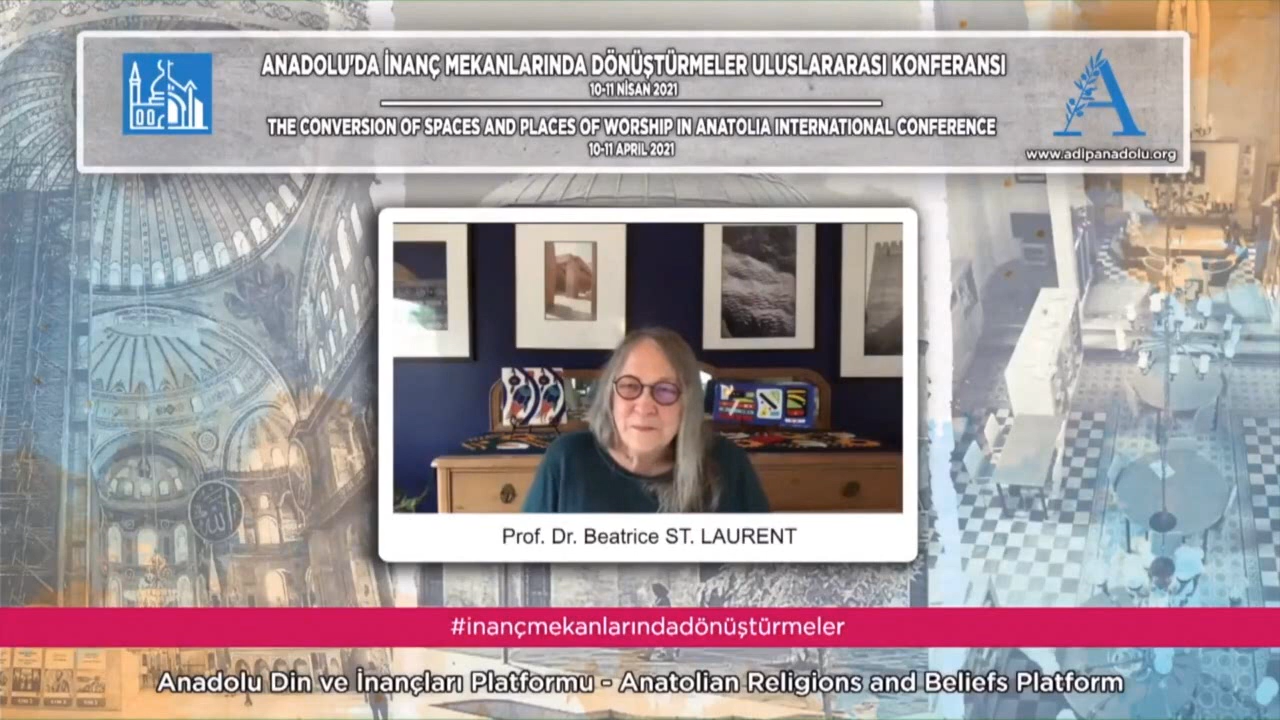 ANADOLU'DA İNANÇ MEKANLARINDA DÖNÜŞTÜRMELER ULUSLARARASI KONFERANSI
10-11 NİSAN 2021
THE CONVERSION OF SPACES AND PLACES OF WORSHIP IN ANATOLIA INTERNATIONAL CONFERENCE
10-11 APRIL 2021
www.adipanadolu.org
Prof. Dr. Beatrice ST. LAURENT
#inançmekanlarındadönüştürmeler
Anadolu Din ve İnançları Platformu - Anatolian Religions and Beliefs Platform